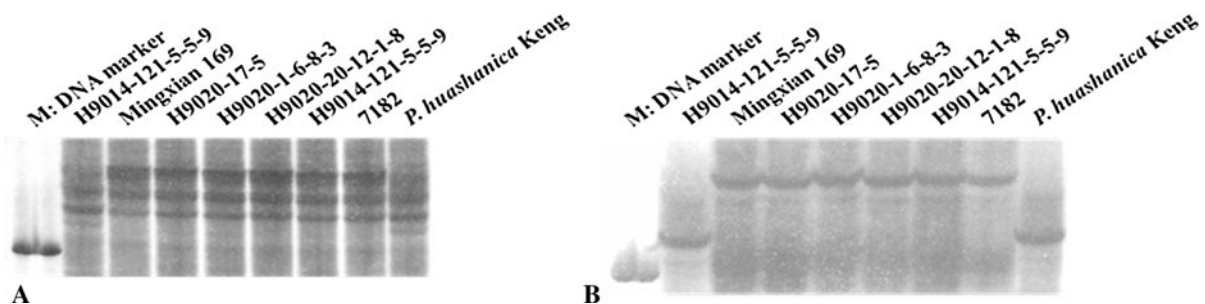 M: DNA marker
H9014-121-5-5-9
Mingxian 169
H9020-17-5
H9020-1-6-8-3
H9020-20-12-1-8
H9014-121-5-5-9
7182
P. huashanica Keng
A
M: DNA marker
H9014-121-5-5-9
Mingxian 169
H9020-17-5
H9020-1-6-8-3
H9020-20-12-1-8
H9014-121-5-5-9
7182
P. huashanica Keng
B